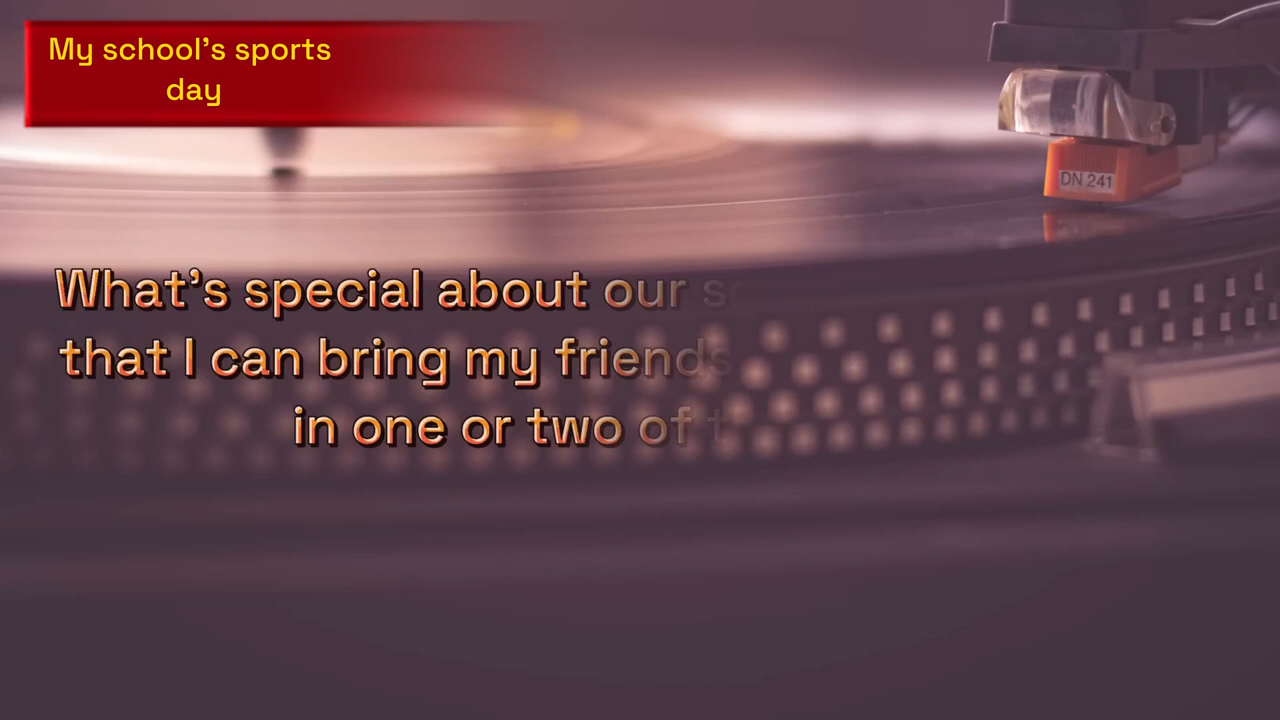 My school's sports
day
DN 241
What's special about our
that I can bring my friends
in one or two of